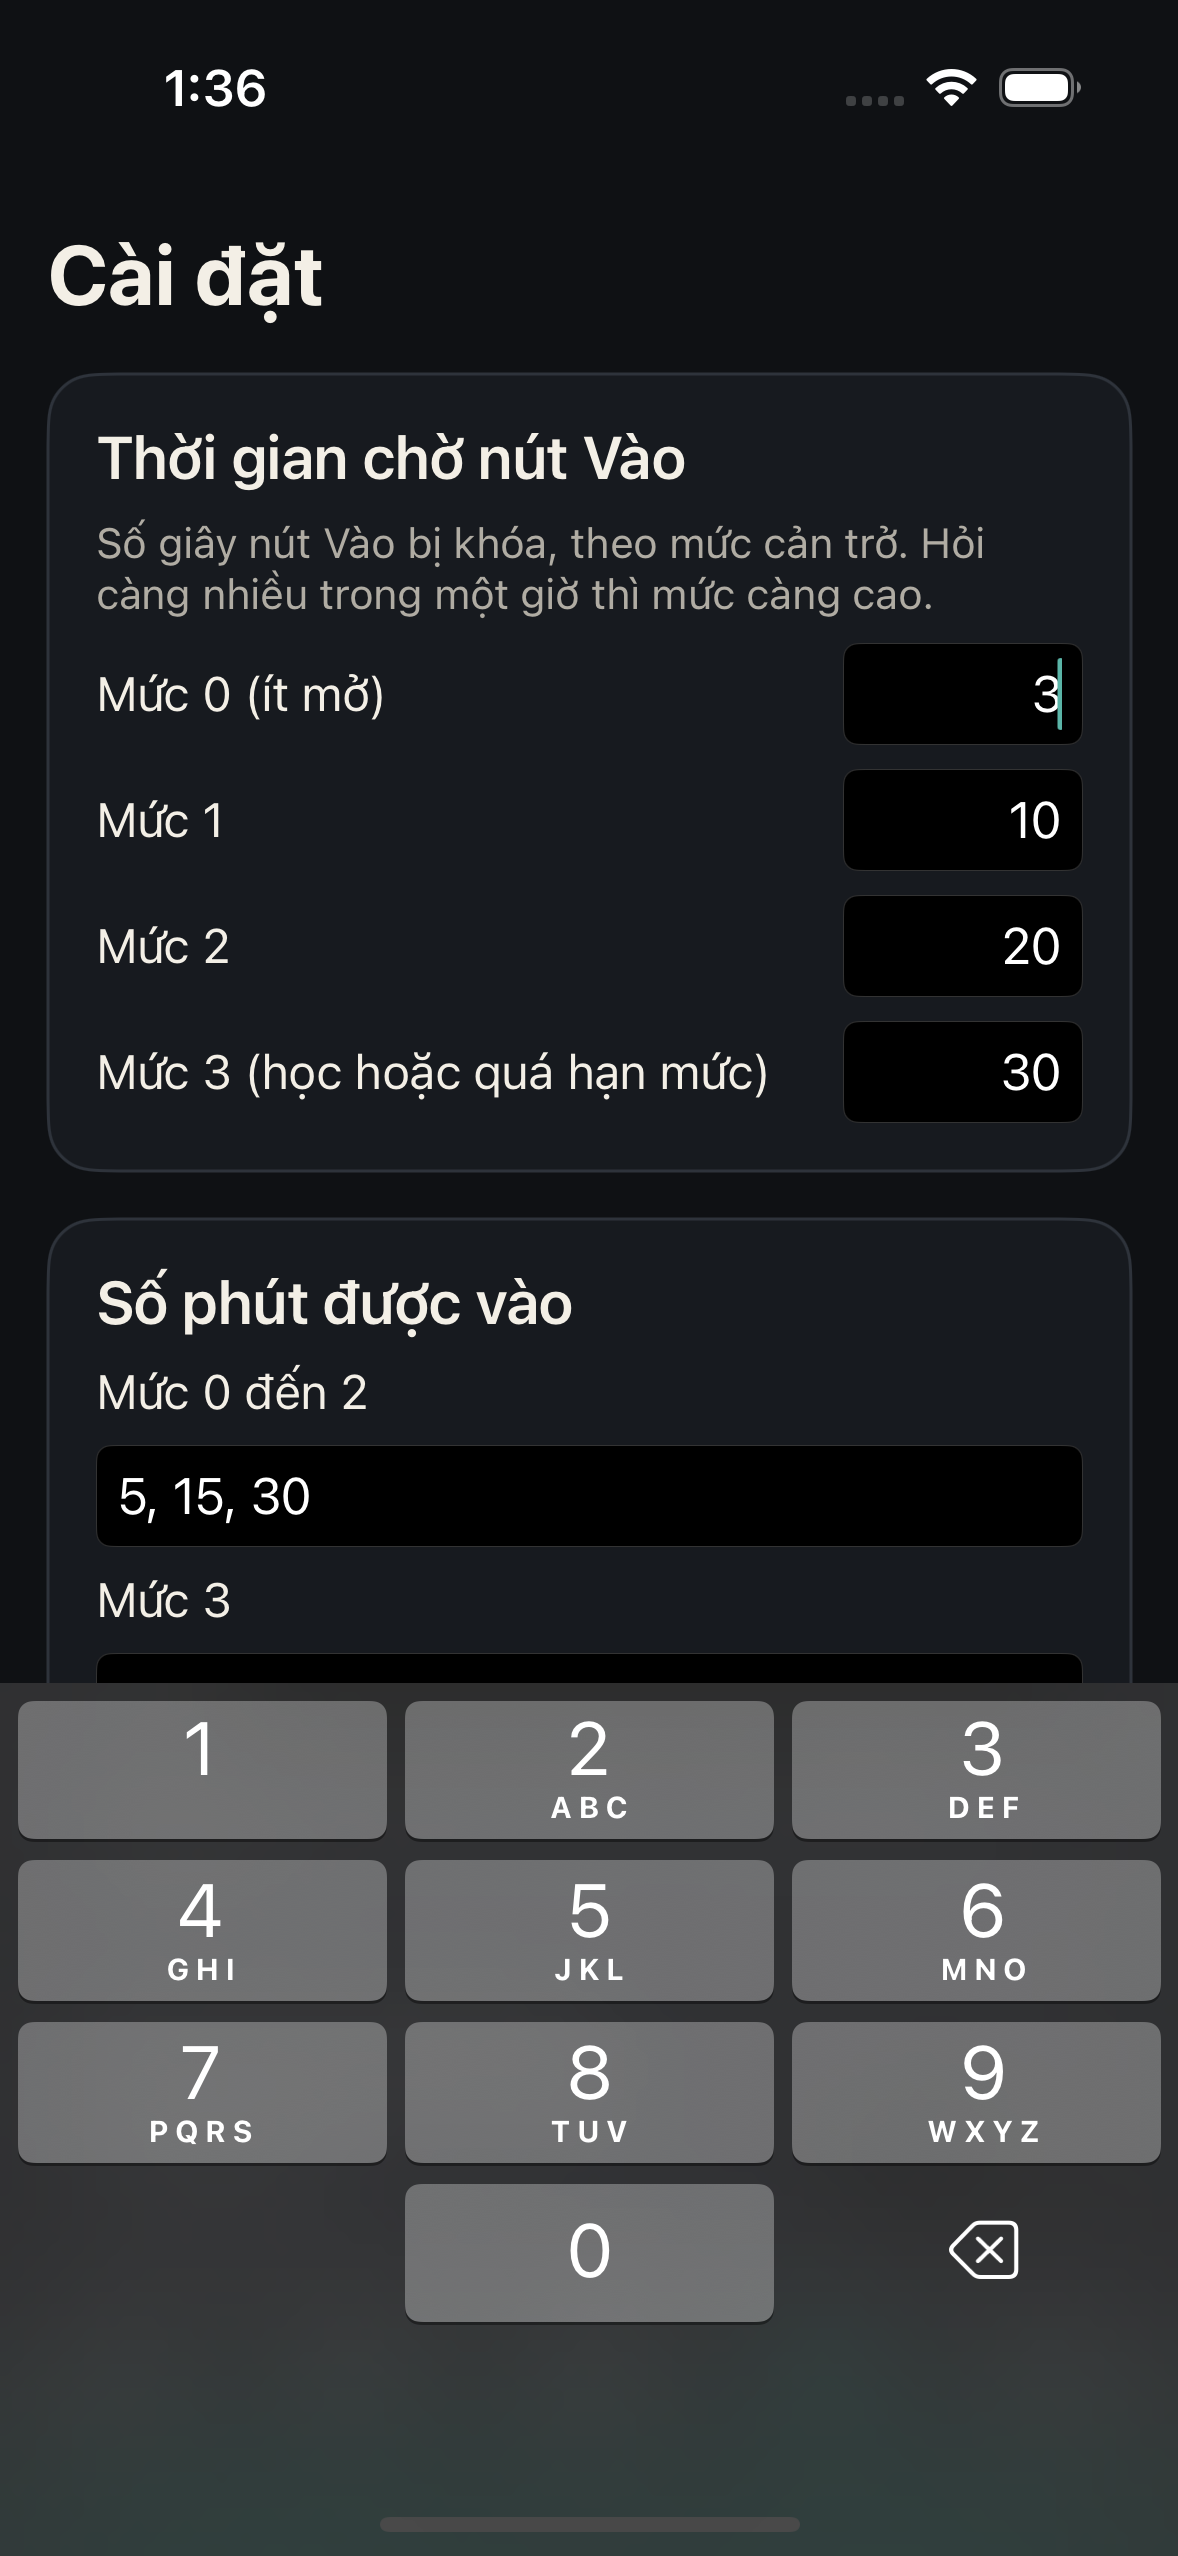 1:36
Cài đặt
Thời gian chờ nút Vào
Số giây nút Vào bị khóa, theo mức cản trở. Hỏi
càng nhiều trong một giờ thì mức càng cao.
Mức 0 (ít mở) 3
Mức 1 10
Mức 2 20
Mức 3 (học hoặc quá hạn mức) 30
Số phút được vào
Mức 0 đến 2
5, 15, 30
Mức 3
1 2 3
ABC DEF
4 5 6
GHI JKL MNO
7 8 9
PQRS TUV WXYZ
0